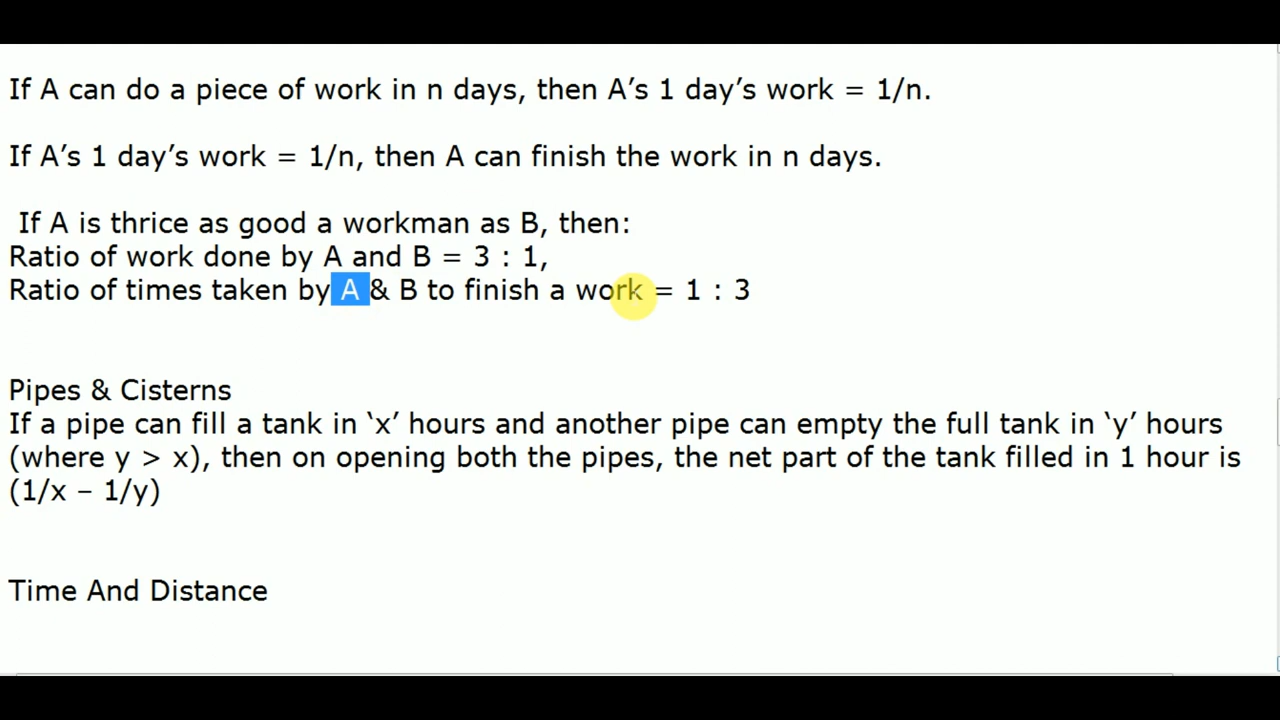 If A can do a piece of work in n days, then A’s 1 day’s work = 1/n.
If A’s 1 day’s work = 1/n, then A can finish the work in n days.
If A is thrice as good a workman as B, then:
Ratio of work done by A and B = 3 : 1,
Ratio of times taken by A & B to finish a work = 1 : 3
Pipes & Cisterns
If a pipe can fill a tank in ‘x’ hours and another pipe can empty the full tank in ‘y’ hours
(where y > x), then on opening both the pipes, the net part of the tank filled in 1 hour is
(1/x – 1/y)
Time And Distance